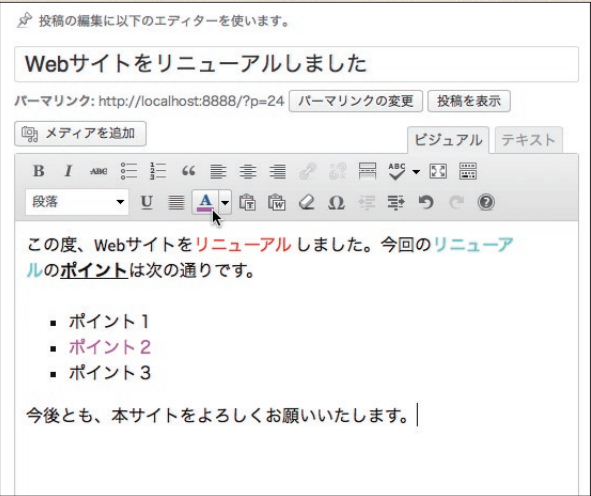 投稿の編集に以下のエディターを使います。
Webサイトをリニューアルしました
パーマリンク: http://localhost:8888/?p=24 パーマリンクの変更 投稿を表示
メディアを追加 ビジュアル テキスト
B I ABC 1 2 3 “ ABC
段落 U A T W Ω ?
この度、Webサイトをリニューアル しました。今回のリニューア
ルのポイントは次の通りです。
▪ ポイント１
▪ ポイント２
▪ ポイント３
今後とも、本サイトをよろしくお願いいたします。